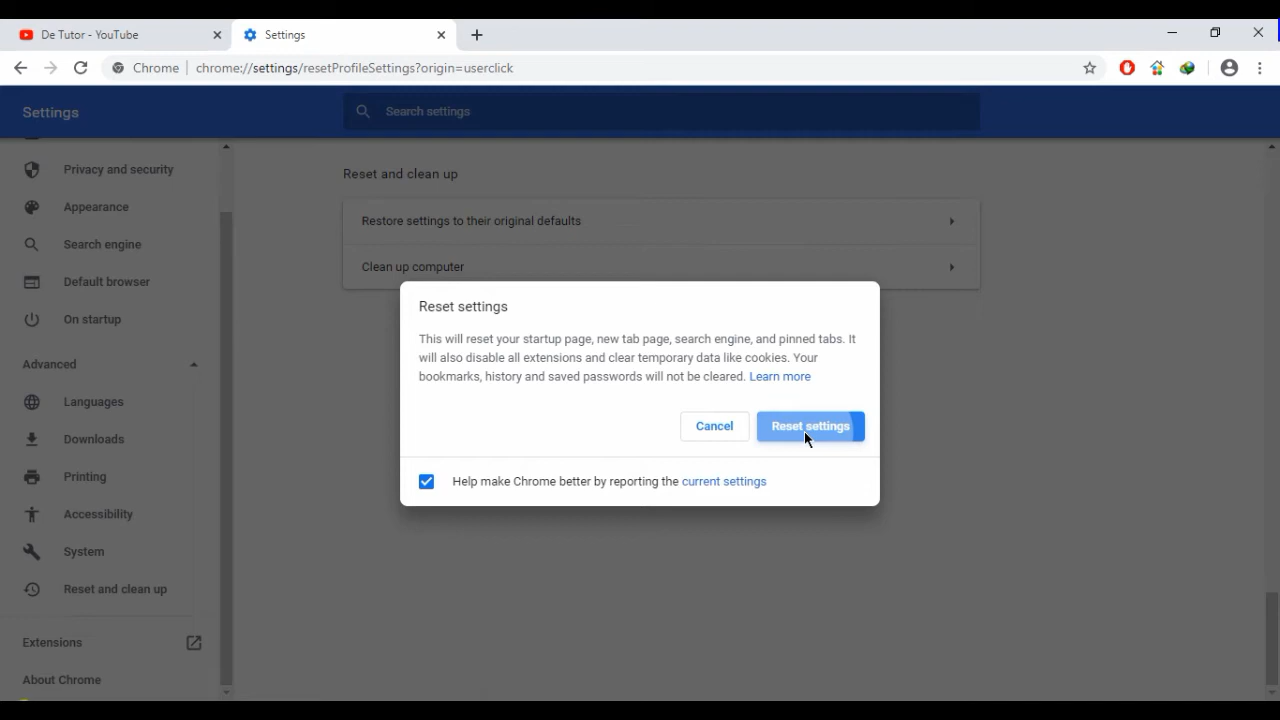 De Tutor - YouTube
Settings
Chrome
chrome://settings/resetProfileSettings?origin=userclick
Settings
Search settings
Privacy and security
Appearance
Search engine
Default browser
On startup
Advanced
Languages
Downloads
Printing
Accessibility
System
Reset and clean up
Extensions
About Chrome
Reset and clean up
Restore settings to their original defaults
Clean up computer
Reset settings
This will reset your startup page, new tab page, search engine, and pinned tabs. It
will also disable all extensions and clear temporary data like cookies. Your
bookmarks, history and saved passwords will not be cleared. Learn more
Cancel
Reset settings
Help make Chrome better by reporting the current settings